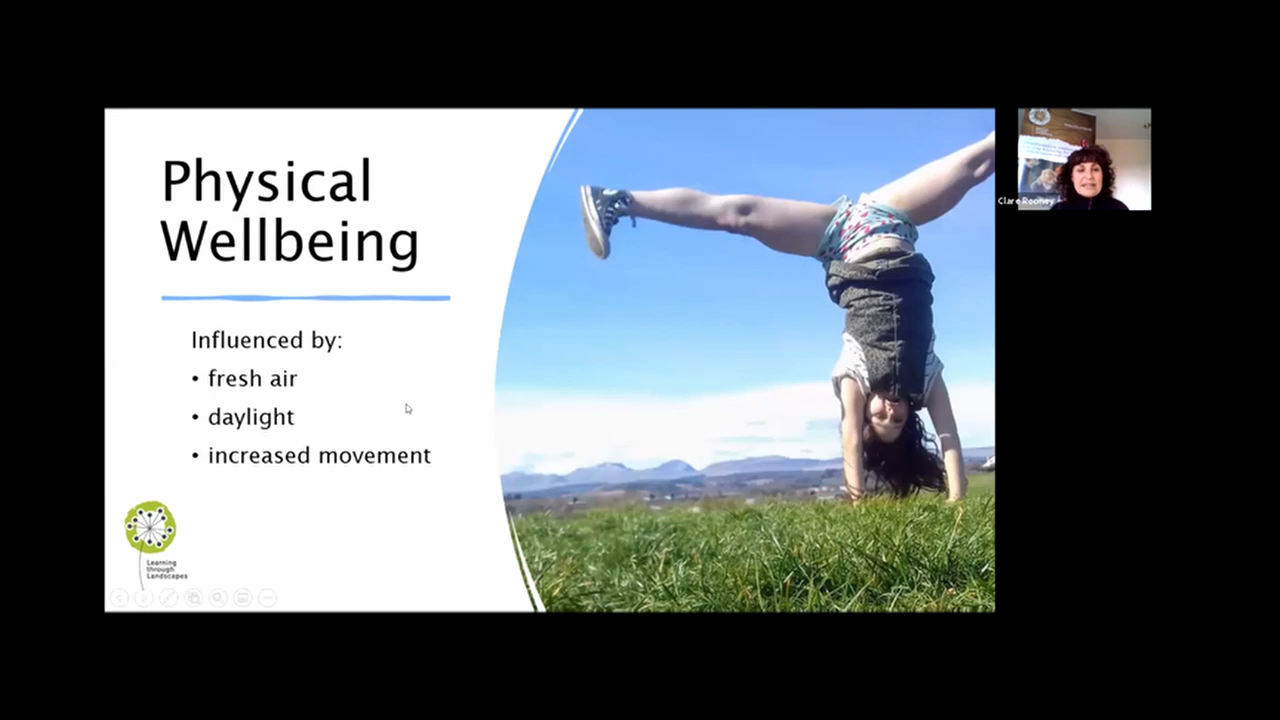 Physical
Wellbeing
Influenced by:
• fresh air
• daylight
• increased movement
Learning
through
Landscapes
Clare Rooney